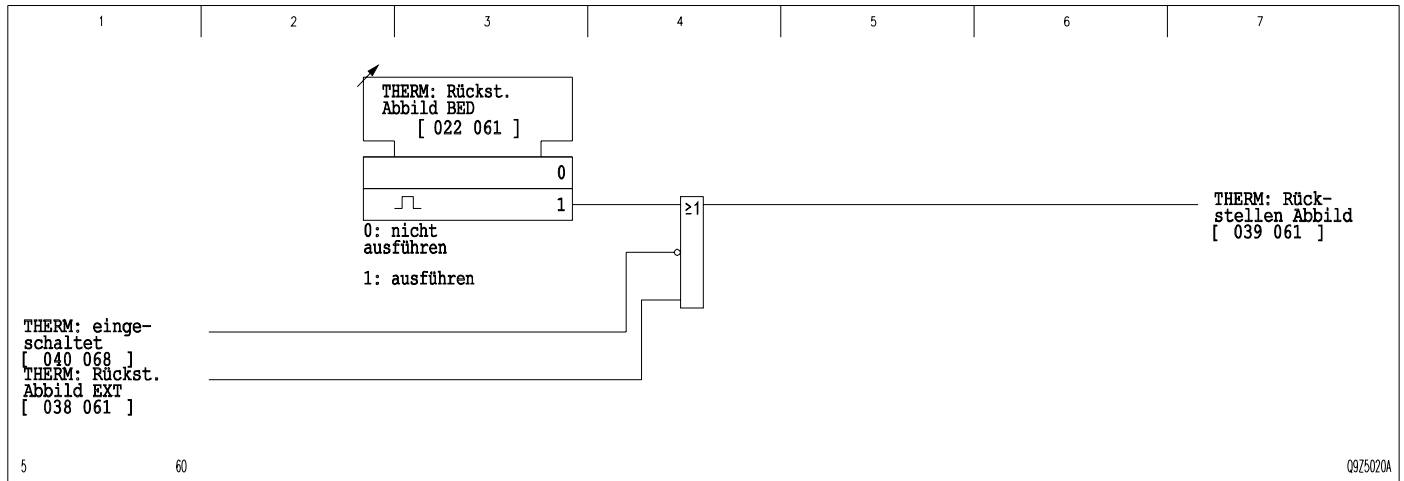 1 2 3 4 5 6 7
THERM: Rückst.
Abbild BED
[ 022 061 ]
0
1
≥1
0: nicht
ausführen
1: ausführen
THERM: Rück-
stellen Abbild
[ 039 061 ]
THERM: einge-
schaltet
[ 040 068 ]
THERM: Rückst.
Abbild EXT
[ 038 061 ]
5 60 Q9Z5020A